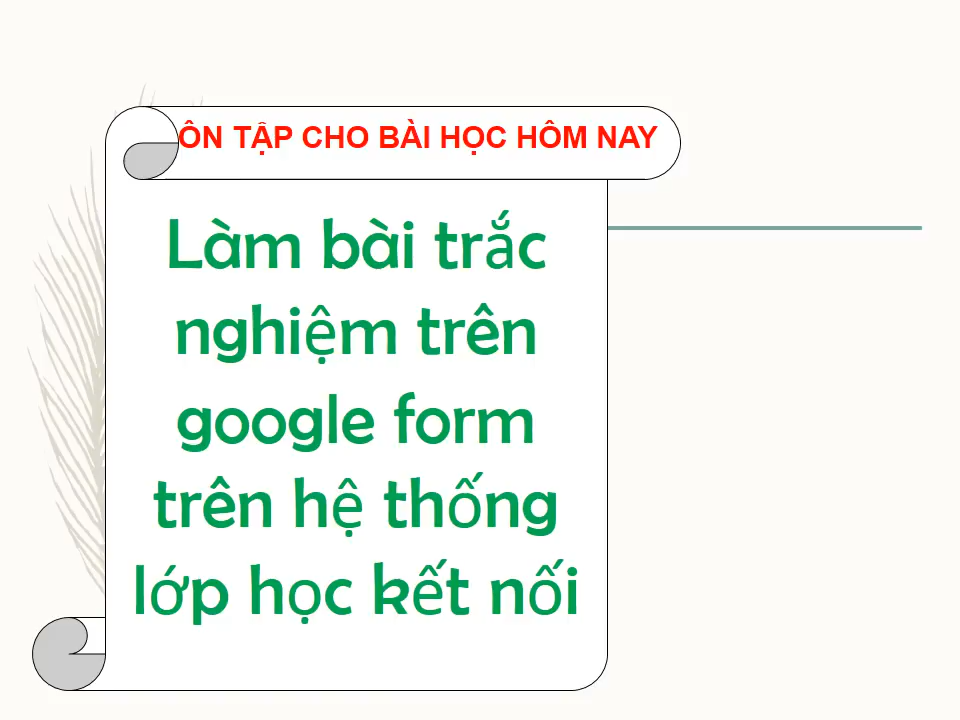 ÔN TẬP CHO BÀI HỌC HÔM NAY
Làm bài trắc
nghiệm trên
google form
trên hệ thống
lớp học kết nối